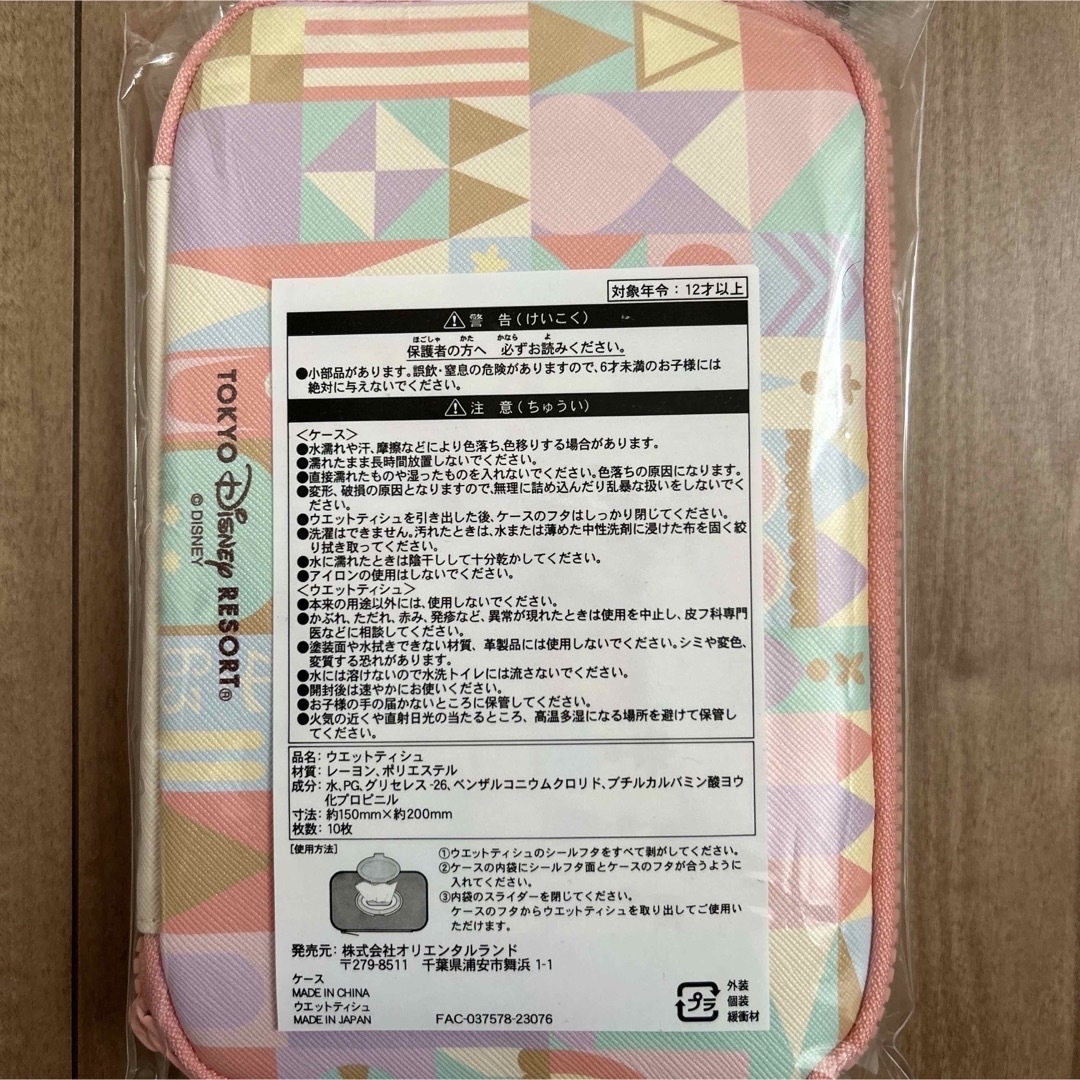 対象年令：12才以上
⚠警 告(けいこく)
保護者の方へ 必ずお読みください。
ほごしゃ かた かなら よ
●小部品があります。誤飲・窒息の危険がありますので、6才未満のお子様には
絶対に与えないでください。
⚠注 意(ちゅうい)
＜ケース＞
●水濡れや汗、摩擦などにより色落ち、色移りする場合があります。
●濡れたまま長時間放置しないでください。
●直接濡れたものや湿ったものを入れないでください。色落ちの原因になります。
●変形、破損の原因となりますので、無理に詰め込んだり乱暴な扱いをしないでく
ださい。
●ウエットティシュを引き出した後、ケースのフタはしっかり閉じてください。
●洗濯はできません。汚れたときは、水または薄めた中性洗剤に浸けた布を固く絞
り拭き取ってください。
●水に濡れたときは陰干しして十分乾かしてください。
●アイロンの使用はしないでください。
＜ウエットティシュ＞
●本来の用途以外には、使用しないでください。
●かぶれ、ただれ、赤み、発疹など、異常が現れたときは使用を中止し、皮フ科専門
医などに相談してください。
●塗装面や水拭きできない材質、革製品には使用しないでください。シミや変色、
変質する恐れがあります。
●水には溶けないので水洗トイレには流さないでください。
●開封後は速やかにお使いください。
●お子様の手の届かないところに保管してください。
●火気の近くや直射日光の当たるところ、高温多湿になる場所を避けて保管し
てください。
品名：ウエットティシュ
材質：レーヨン、ポリエステル
成分：水、PG、グリセレス-26、ベンザルコニウムクロリド、ブチルカルバミン酸ヨウ
化プロピニル
寸法：約150mm×約200mm
枚数：10枚
[使用方法]
①ウエットティシュのシールフタをすべて剥がしてください。
②ケースの内袋にシールフタ面とケースのフタが合うように
入れてください。
③内袋のスライダーを閉じてください。
ケースのフタからウエットティシュを取り出してご使用い
ただけます。
発売元：株式会社オリエンタルランド
〒279-8511 千葉県浦安市舞浜 1-1
ケース
MADE IN CHINA
ウエットティシュ
MADE IN JAPAN
FAC-037578-23076
プラ
外装
個装
緩衝材
TOKYO Disney RESORT®
©DISNEY